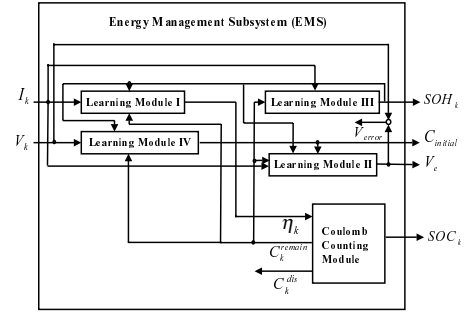 Energy Management Subsystem (EMS)
I_k
Learning Module I
Learning Module III
SOH_k
V_error
V_k
Learning Module IV
C_initial
Learning Module II
V_e
η_k
Coulomb
Counting
Module
C_k^remain
SOC_k
C_k^dis